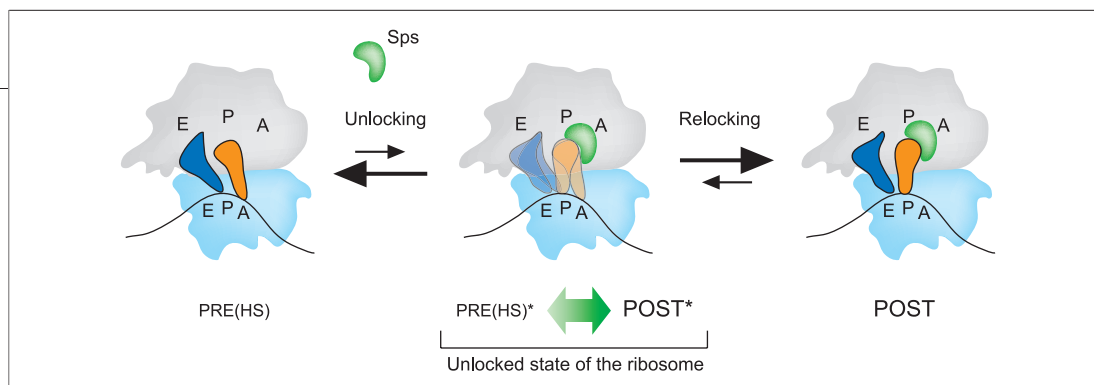 Sps
E P A
Unlocking
E P A
Relocking
E P A
E P A
E P A
E P A
PRE(HS)
PRE(HS)* POST*
POST
Unlocked state of the ribosome